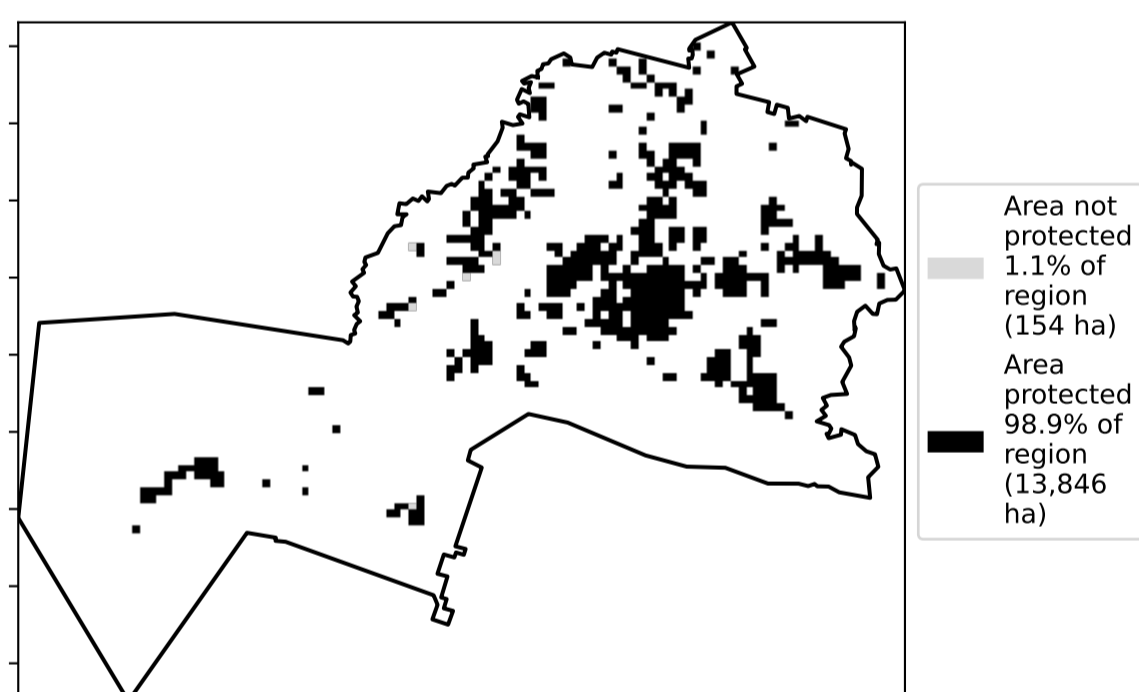 Area not
protected
1.1% of
region
(154 ha)
Area
protected
98.9% of
region
(13,846
ha)